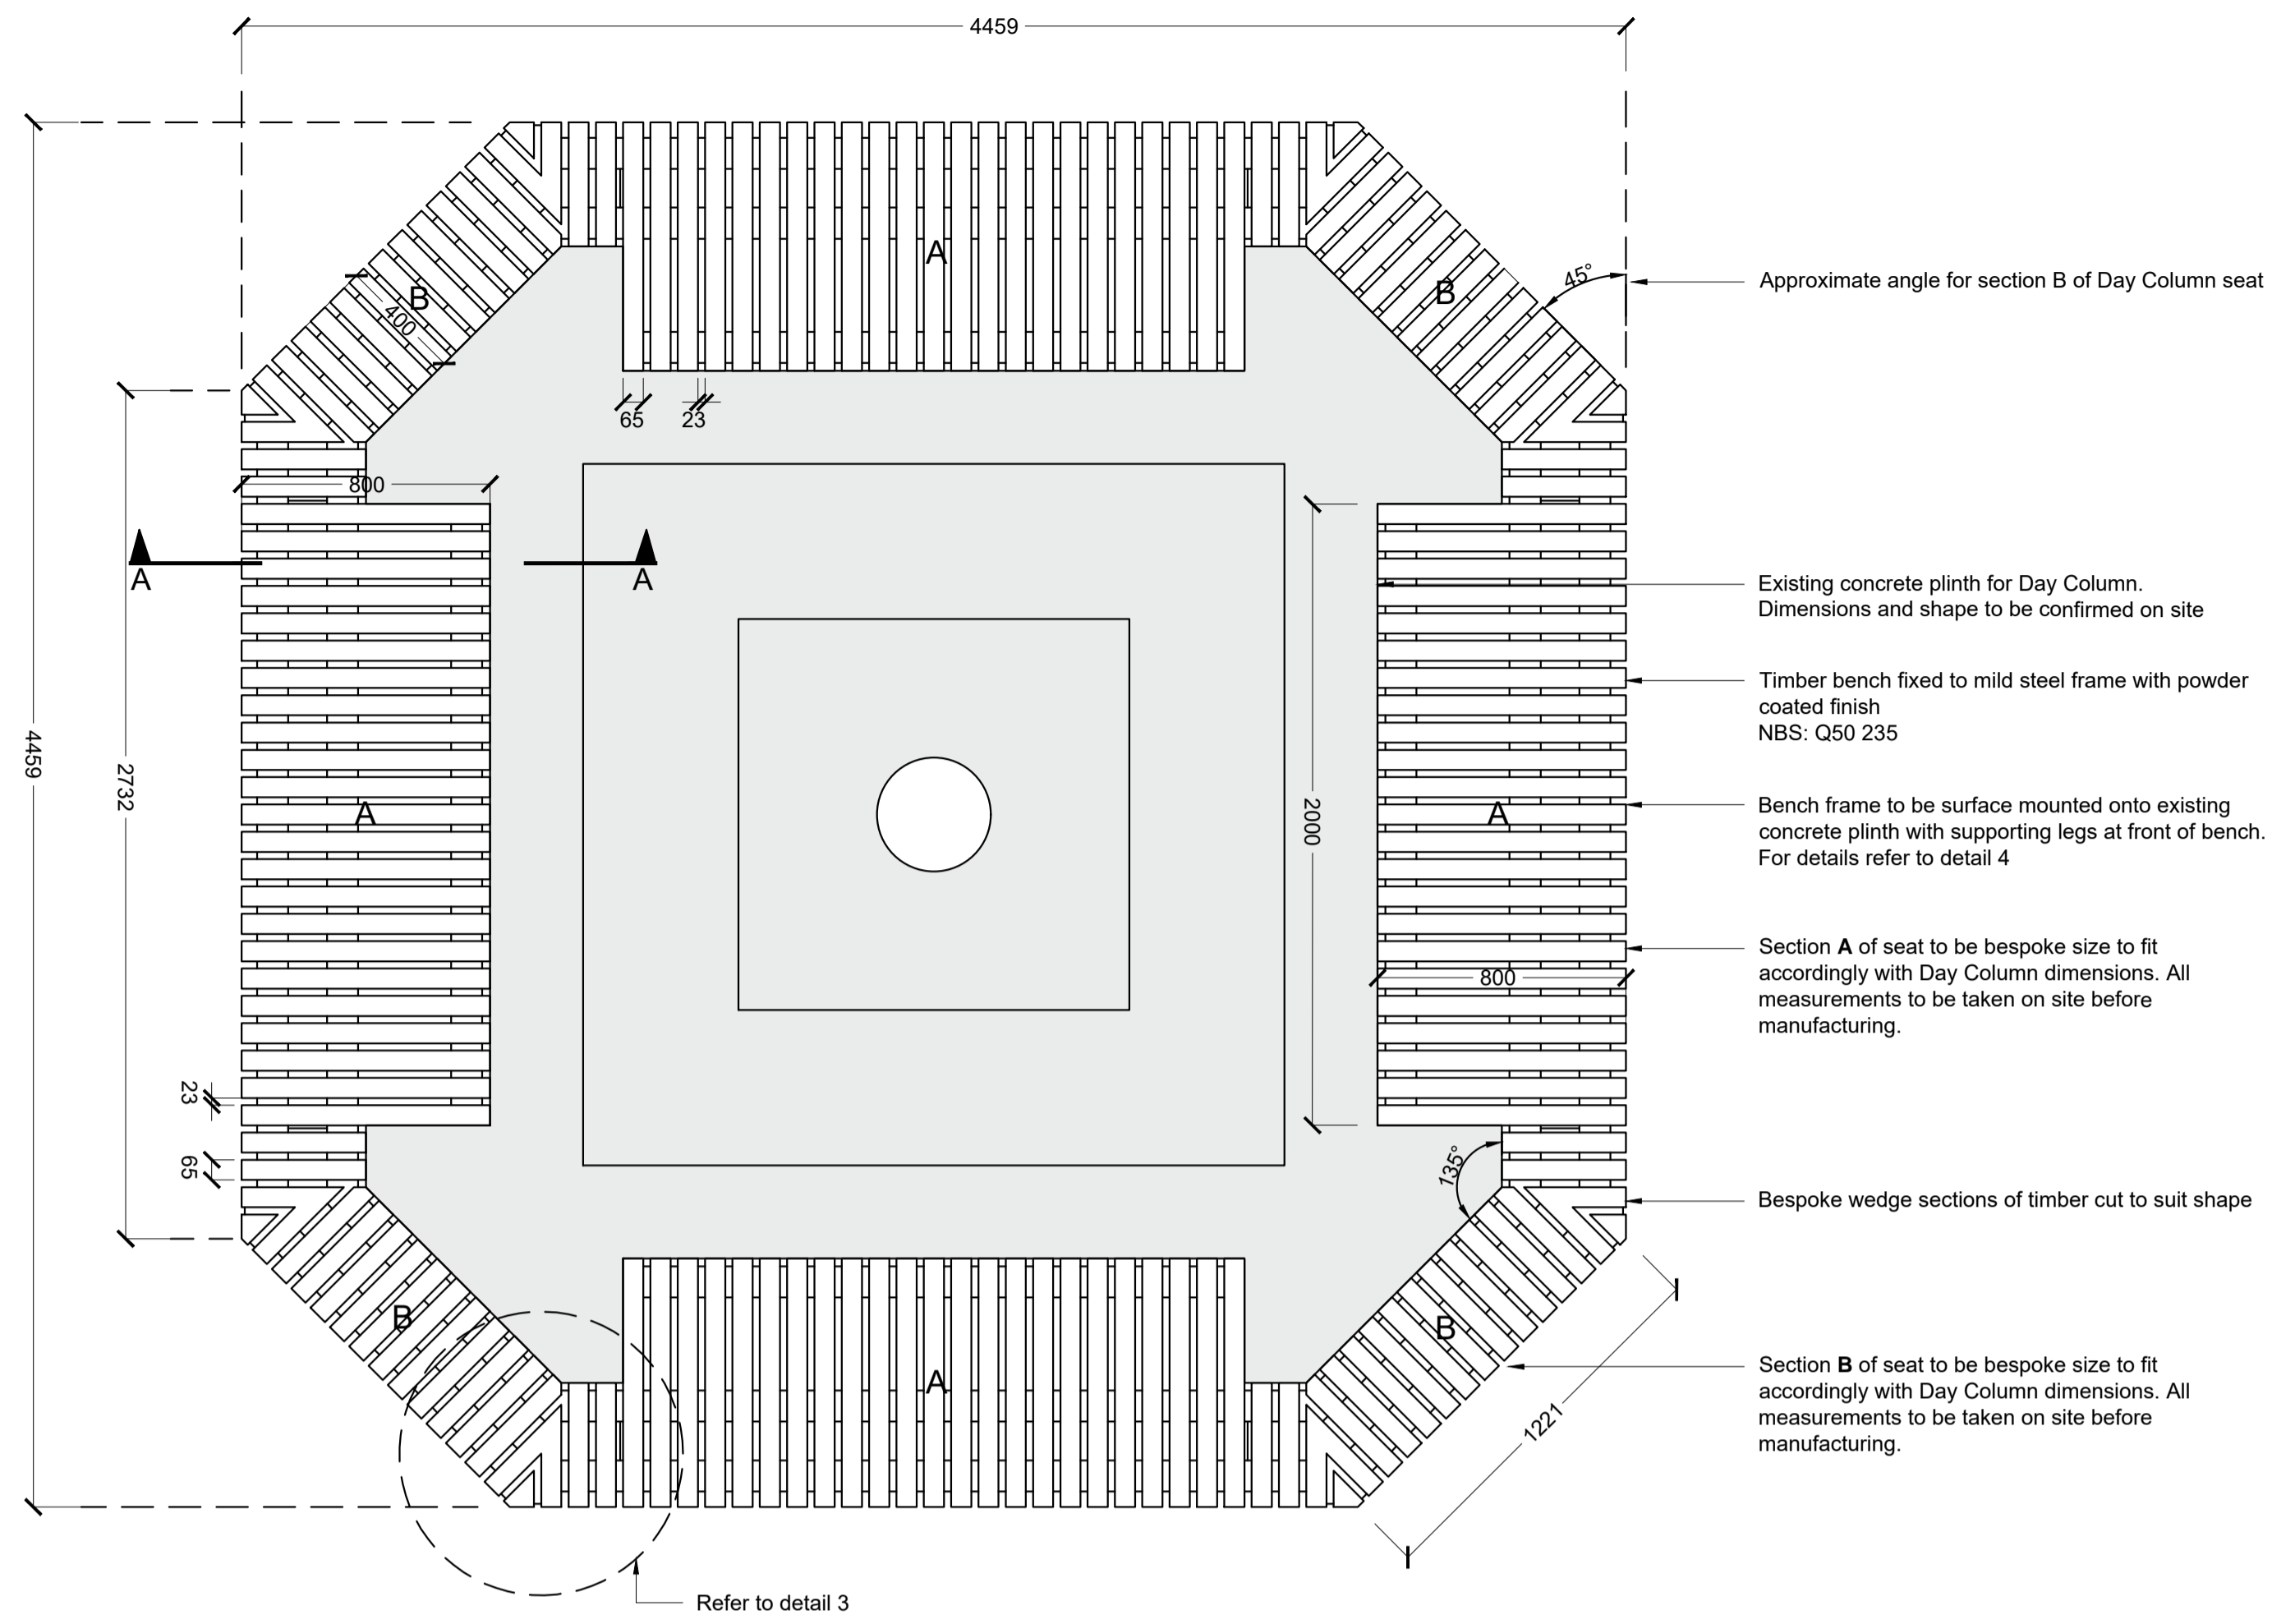 4459
A
B
B
45°
Approximate angle for section B of Day Column seat
400
65
23
800
A
A
Existing concrete plinth for Day Column.
Dimensions and shape to be confirmed on site
Timber bench fixed to mild steel frame with powder
coated finish
NBS: Q50 235
4459
2732
A
2000
A
Bench frame to be surface mounted onto existing
concrete plinth with supporting legs at front of bench.
For details refer to detail 4
Section A of seat to be bespoke size to fit
accordingly with Day Column dimensions. All
measurements to be taken on site before
manufacturing.
800
23
65
135°
Bespoke wedge sections of timber cut to suit shape
B
B
A
1221
Section B of seat to be bespoke size to fit
accordingly with Day Column dimensions. All
measurements to be taken on site before
manufacturing.
Refer to detail 3